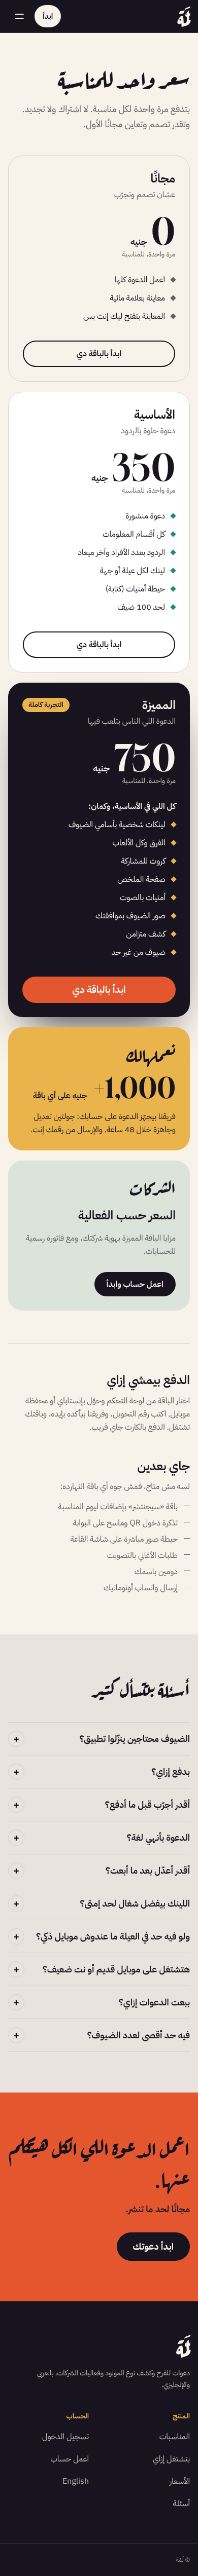 لمّة
ابدأ
سعر واحد للمناسبة
بتدفع مرة واحدة لكل مناسبة. لا اشتراك ولا تجديد.
وتقدر تصمم وتعاين مجانًا الأول.
مجانًا
عشان تصمم وتجرّب
0 جنيه
مرة واحدة، للمناسبة
اعمل الدعوة كلها
معاينة بعلامة مائية
المعاينة بتفتح ليك إنت بس
ابدأ بالباقة دي
الأساسية
دعوة حلوة بالردود
350 جنيه
مرة واحدة، للمناسبة
دعوة منشورة
كل أقسام المعلومات
الردود بعدد الأفراد وآخر ميعاد
لينك لكل عيلة أو جهة
حيطة أمنيات (كتابة)
لحد 100 ضيف
ابدأ بالباقة دي
المميزة
التجربة كاملة
الدعوة اللي الناس بتلعب فيها
750 جنيه
مرة واحدة، للمناسبة
كل اللي في الأساسية، وكمان:
لينكات شخصية بأسامي الضيوف
الفرق وكل الألعاب
كروت للمشاركة
صفحة الملخص
أمنيات بالصوت
صور الضيوف بموافقتك
كشف متزامن
ضيوف من غير حد
ابدأ بالباقة دي
نعملهالك
1,000+ جنيه على أي باقة
فريقنا بيجهّز الدعوة على حسابك: جولتين تعديل
وجاهزة خلال 48 ساعة. والإرسال من رقمك إنت.
الشركات
السعر حسب الفعالية
مزايا الباقة المميزة بهوية شركتك، ومع فاتورة رسمية
للحسابات.
اعمل حساب وابدأ
الدفع بيمشي إزاي
اختار الباقة من لوحة التحكم وحوّل بإنستاباي أو محفظة
موبايل. اكتب رقم التحويل، وفريقنا بيأكده بإيده، وباقتك
تشتغل. الدفع بالكارت جاي قريب.
جاي بعدين
لسه مش متاح، فمش جوه أي باقة النهارده:
باقة «سيجنتشر» بإضافات ليوم المناسبة
تذكرة دخول QR وماسح على البوابة
حيطة صور مباشرة على شاشة القاعة
طلبات الأغاني بالتصويت
دومين باسمك
إرسال واتساب أوتوماتيك
أسئلة بتتسأل كتير
الضيوف محتاجين ينزّلوا تطبيق؟
بدفع إزاي؟
أقدر أجرّب قبل ما أدفع؟
الدعوة بأنهي لغة؟
أقدر أعدّل بعد ما أبعت؟
اللينك بيفضل شغال لحد إمتى؟
ولو فيه حد في العيلة ما عندوش موبايل ذكي؟
هتشتغل على موبايل قديم أو نت ضعيف؟
ببعت الدعوات إزاي؟
فيه حد أقصى لعدد الضيوف؟
اعمل الدعوة اللي الكل هيتكلم
عنها.
مجانًا لحد ما تنشر.
ابدأ دعوتك
لمّة
دعوات للفرح وكشف نوع المولود وفعاليات الشركات، بالعربي
والإنجليزي.
المنتج
المناسبات
بتشتغل إزاي
الأسعار
أسئلة
الحساب
تسجيل الدخول
اعمل حساب
English
© لمّة